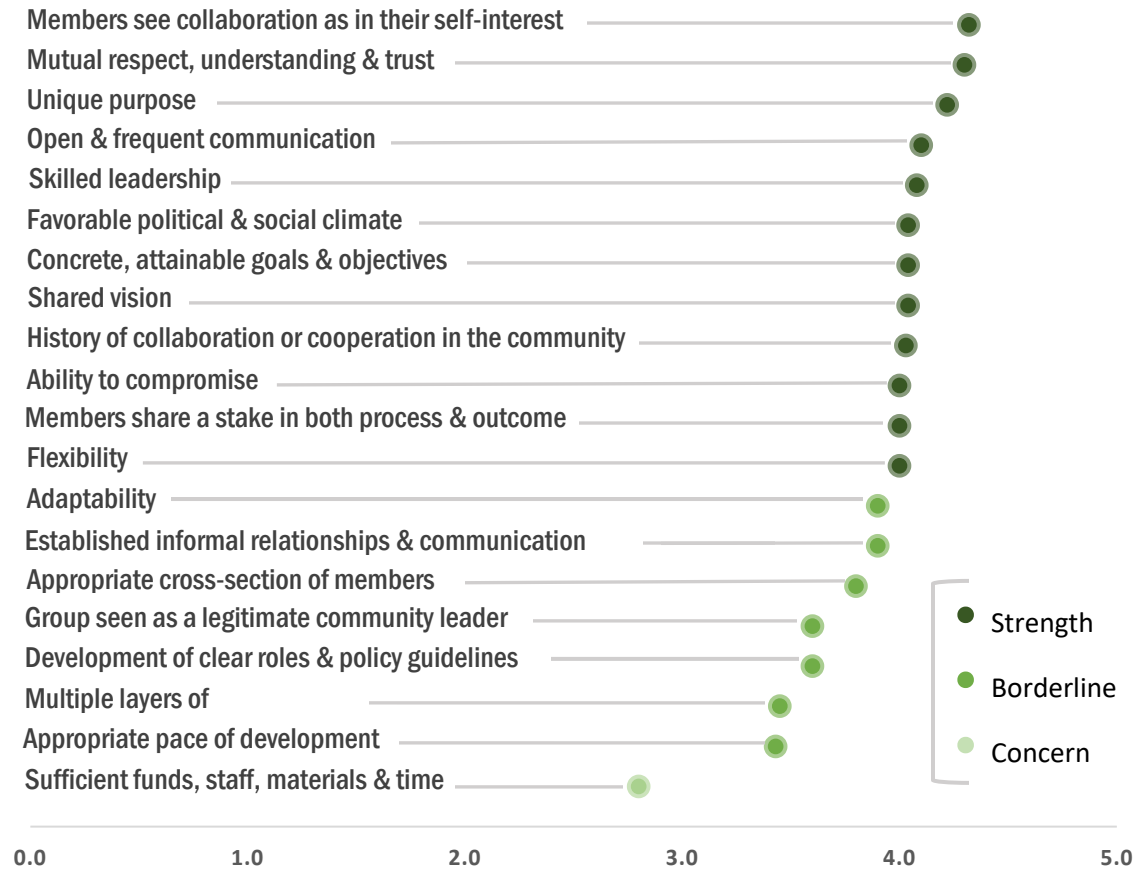 Members see collaboration as in their self-interest
Mutual respect, understanding & trust
Unique purpose
Open & frequent communication
Skilled leadership
Favorable political & social climate
Concrete, attainable goals & objectives
Shared vision
History of collaboration or cooperation in the community
Ability to compromise
Members share a stake in both process & outcome
Flexibility
Adaptability
Established informal relationships & communication
Appropriate cross-section of members
Group seen as a legitimate community leader
Development of clear roles & policy guidelines
Multiple layers of
Appropriate pace of development
Sufficient funds, staff, materials & time
Strength
Borderline
Concern
0.0 1.0 2.0 3.0 4.0 5.0